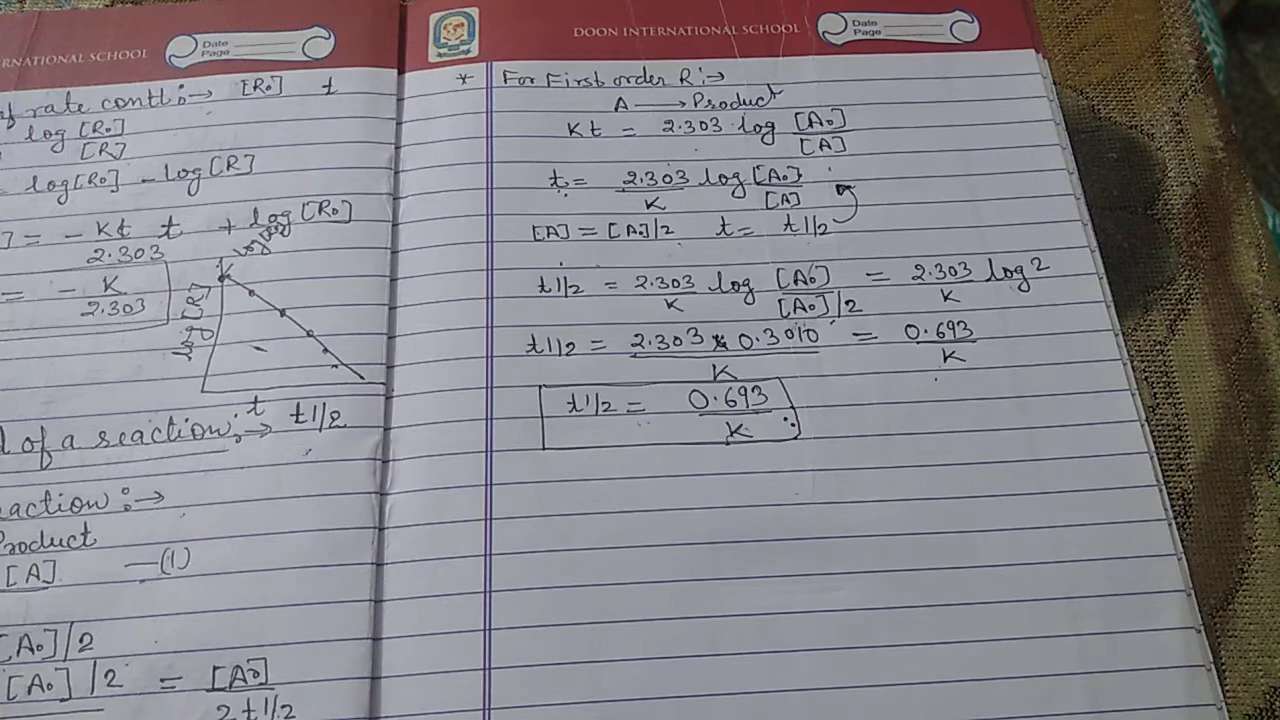 RNATIONAL SCHOOL
Date
Page
of rate contt :→ [R₀] t
log [R₀]
[R]
log[R₀] - log[R]
] = - Kt t + log [R₀]
2.303
= - K
2.303
t
l of a reaction :→ t1/2
eaction :→
Product
[A] —(1)
[A₀]/2
[A₀]/2 = [A₀]
2t1/2
DOON INTERNATIONAL SCHOOL
Date
Page
* For First order R :→
A ⟶ Product
Kt = 2.303 log [A₀]
[A]
t = 2.303 log [A₀]
K [A]
[A] = [A₀]/2 t = t1/2
t1/2 = 2.303 log [A₀] = 2.303 log 2
K [A₀]/2 K
t1/2 = 2.303 × 0.3010 = 0.693
K K
t1/2 = 0.693
K